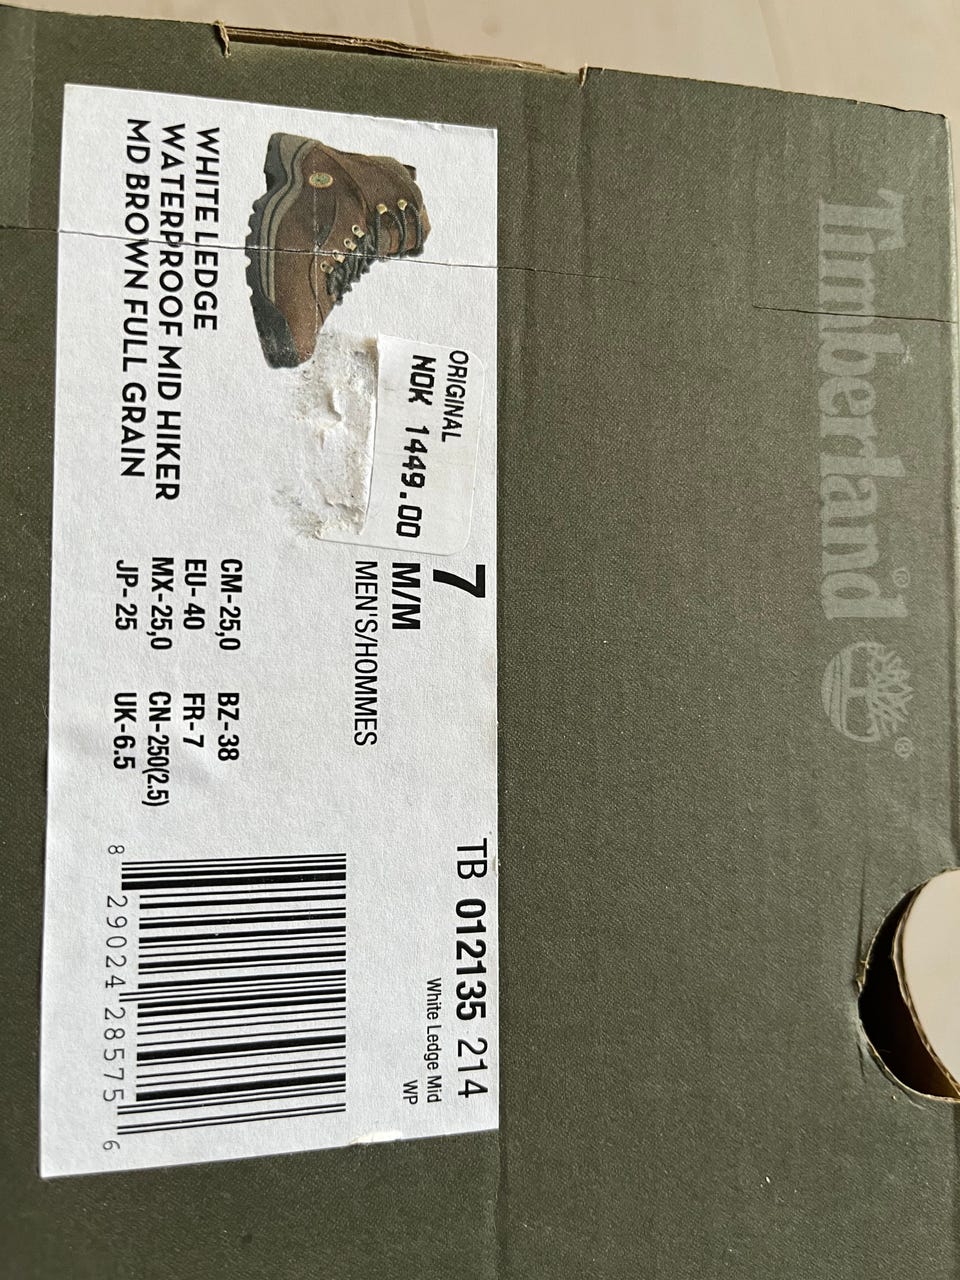 Timberland®
®
ORIGINAL
NOK 1449.00
7
M/M
MEN'S/HOMMES
TB 012135 214
White Ledge Mid
WP
WHITE LEDGE
WATERPROOF MID HIKER
MD BROWN FULL GRAIN
CM-25,0 BZ-38
EU-40 FR-7
MX-25,0 CN-250(2.5)
JP-25 UK-6.5
8 29024 28575 6